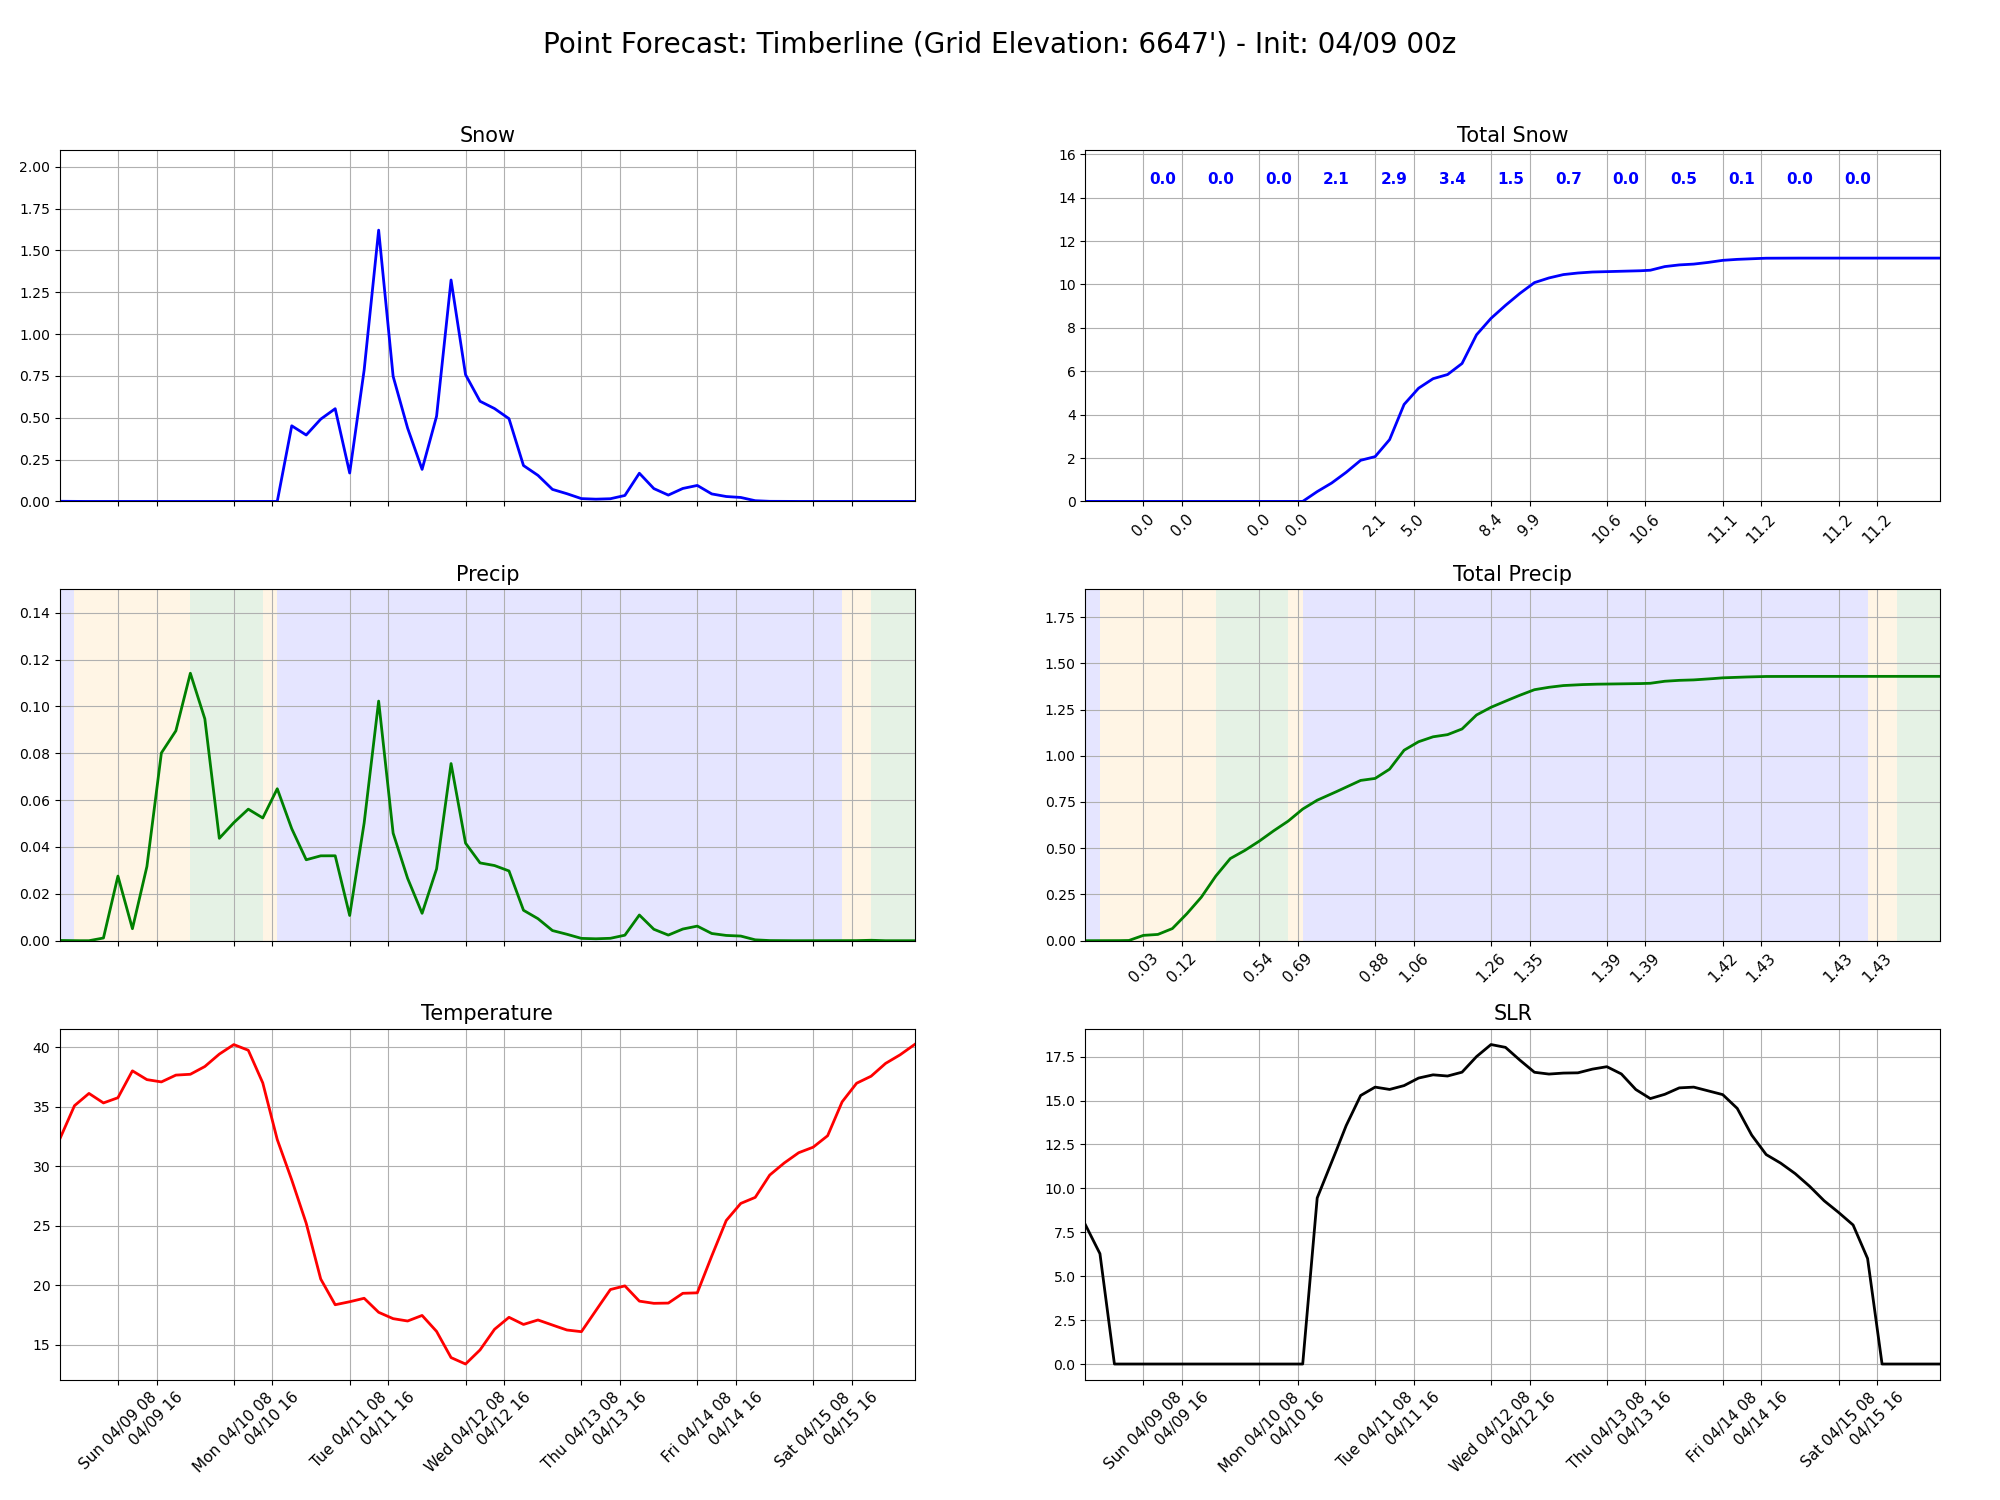 Point Forecast: Timberline (Grid Elevation: 6647') - Init: 04/09 00z
Snow
2.00
1.75
1.50
1.25
1.00
0.75
0.50
0.25
0.00
Total Snow
16
14
12
10
8
6
4
2
0
0.0 0.0 0.0 2.1 2.9 3.4 1.5 0.7 0.0 0.5 0.1 0.0 0.0
0.0 0.0 0.0 0.0 2.1 5.0 8.4 9.9 10.6 10.6 11.1 11.2 11.2 11.2
Precip
0.14
0.12
0.10
0.08
0.06
0.04
0.02
0.00
Total Precip
1.75
1.50
1.25
1.00
0.75
0.50
0.25
0.00
0.03 0.12 0.54 0.69 0.88 1.06 1.26 1.35 1.39 1.39 1.42 1.43 1.43 1.43
Temperature
40
35
30
25
20
15
Sun 04/09 08
04/09 16
Mon 04/10 08
04/10 16
Tue 04/11 08
04/11 16
Wed 04/12 08
04/12 16
Thu 04/13 08
04/13 16
Fri 04/14 08
04/14 16
Sat 04/15 08
04/15 16
SLR
17.5
15.0
12.5
10.0
7.5
5.0
2.5
0.0
Sun 04/09 08
04/09 16
Mon 04/10 08
04/10 16
Tue 04/11 08
04/11 16
Wed 04/12 08
04/12 16
Thu 04/13 08
04/13 16
Fri 04/14 08
04/14 16
Sat 04/15 08
04/15 16